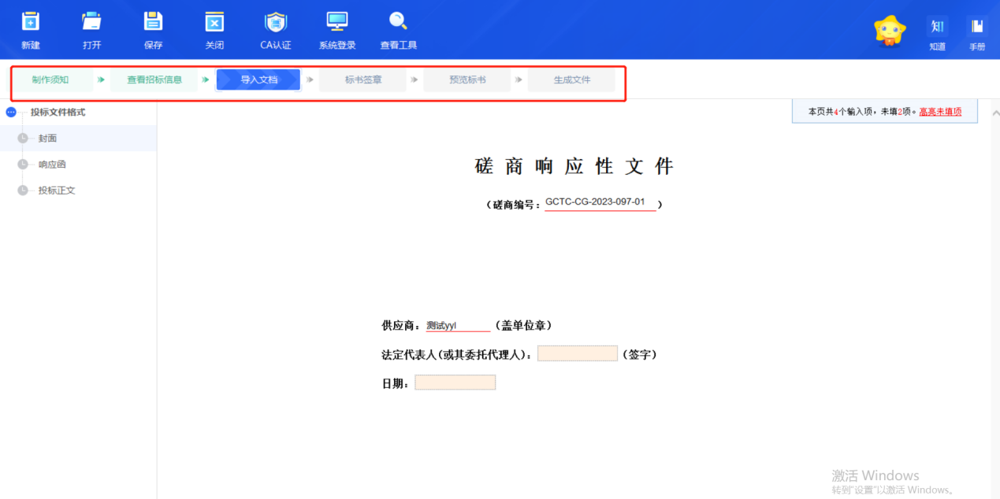 新建 打开 保存 关闭 CA认证 系统登录 查看工具 知道 手册
制作须知 查看招标信息 导入文档 标书签章 预览标书 生成文件
投标文件格式
封面
响应函
投标正文
本页共4个输入项，未填2项。高亮未填项
磋商响应性文件
（磋商编号：GCTC-CG-2023-097-01）
供应商：测试yyl（盖单位章）
法定代表人(或其委托代理人)：（签字）
日期：
激活 Windows
转到"设置"以激活 Windows。